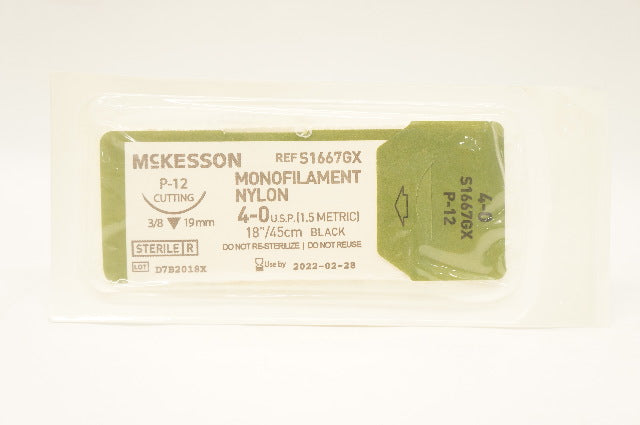 McKESSON
REF S1667GX
P-12
CUTTING
3/8 19mm
MONOFILAMENT
NYLON
4-0 U.S.P. (1.5 METRIC)
18"/45cm BLACK
DO NOT RE-STERILIZE | DO NOT REUSE
STERILE R
LOT D7B2018X
Use by 2022-02-28
4-0
S1667GX
P-12